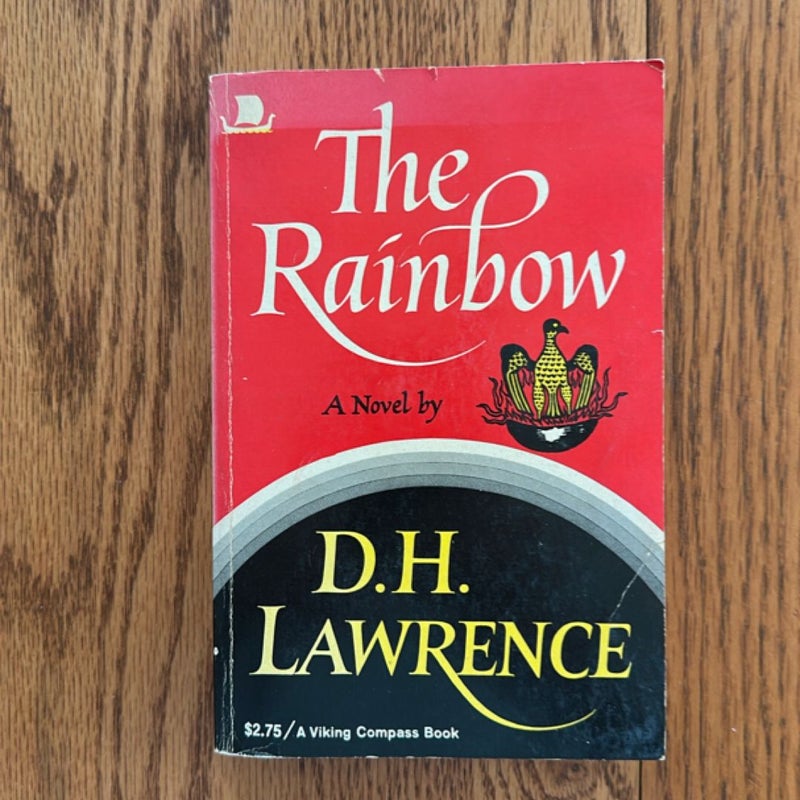 The
Rainbow
A Novel by
D.H.
LAWRENCE
$2.75/A Viking Compass Book